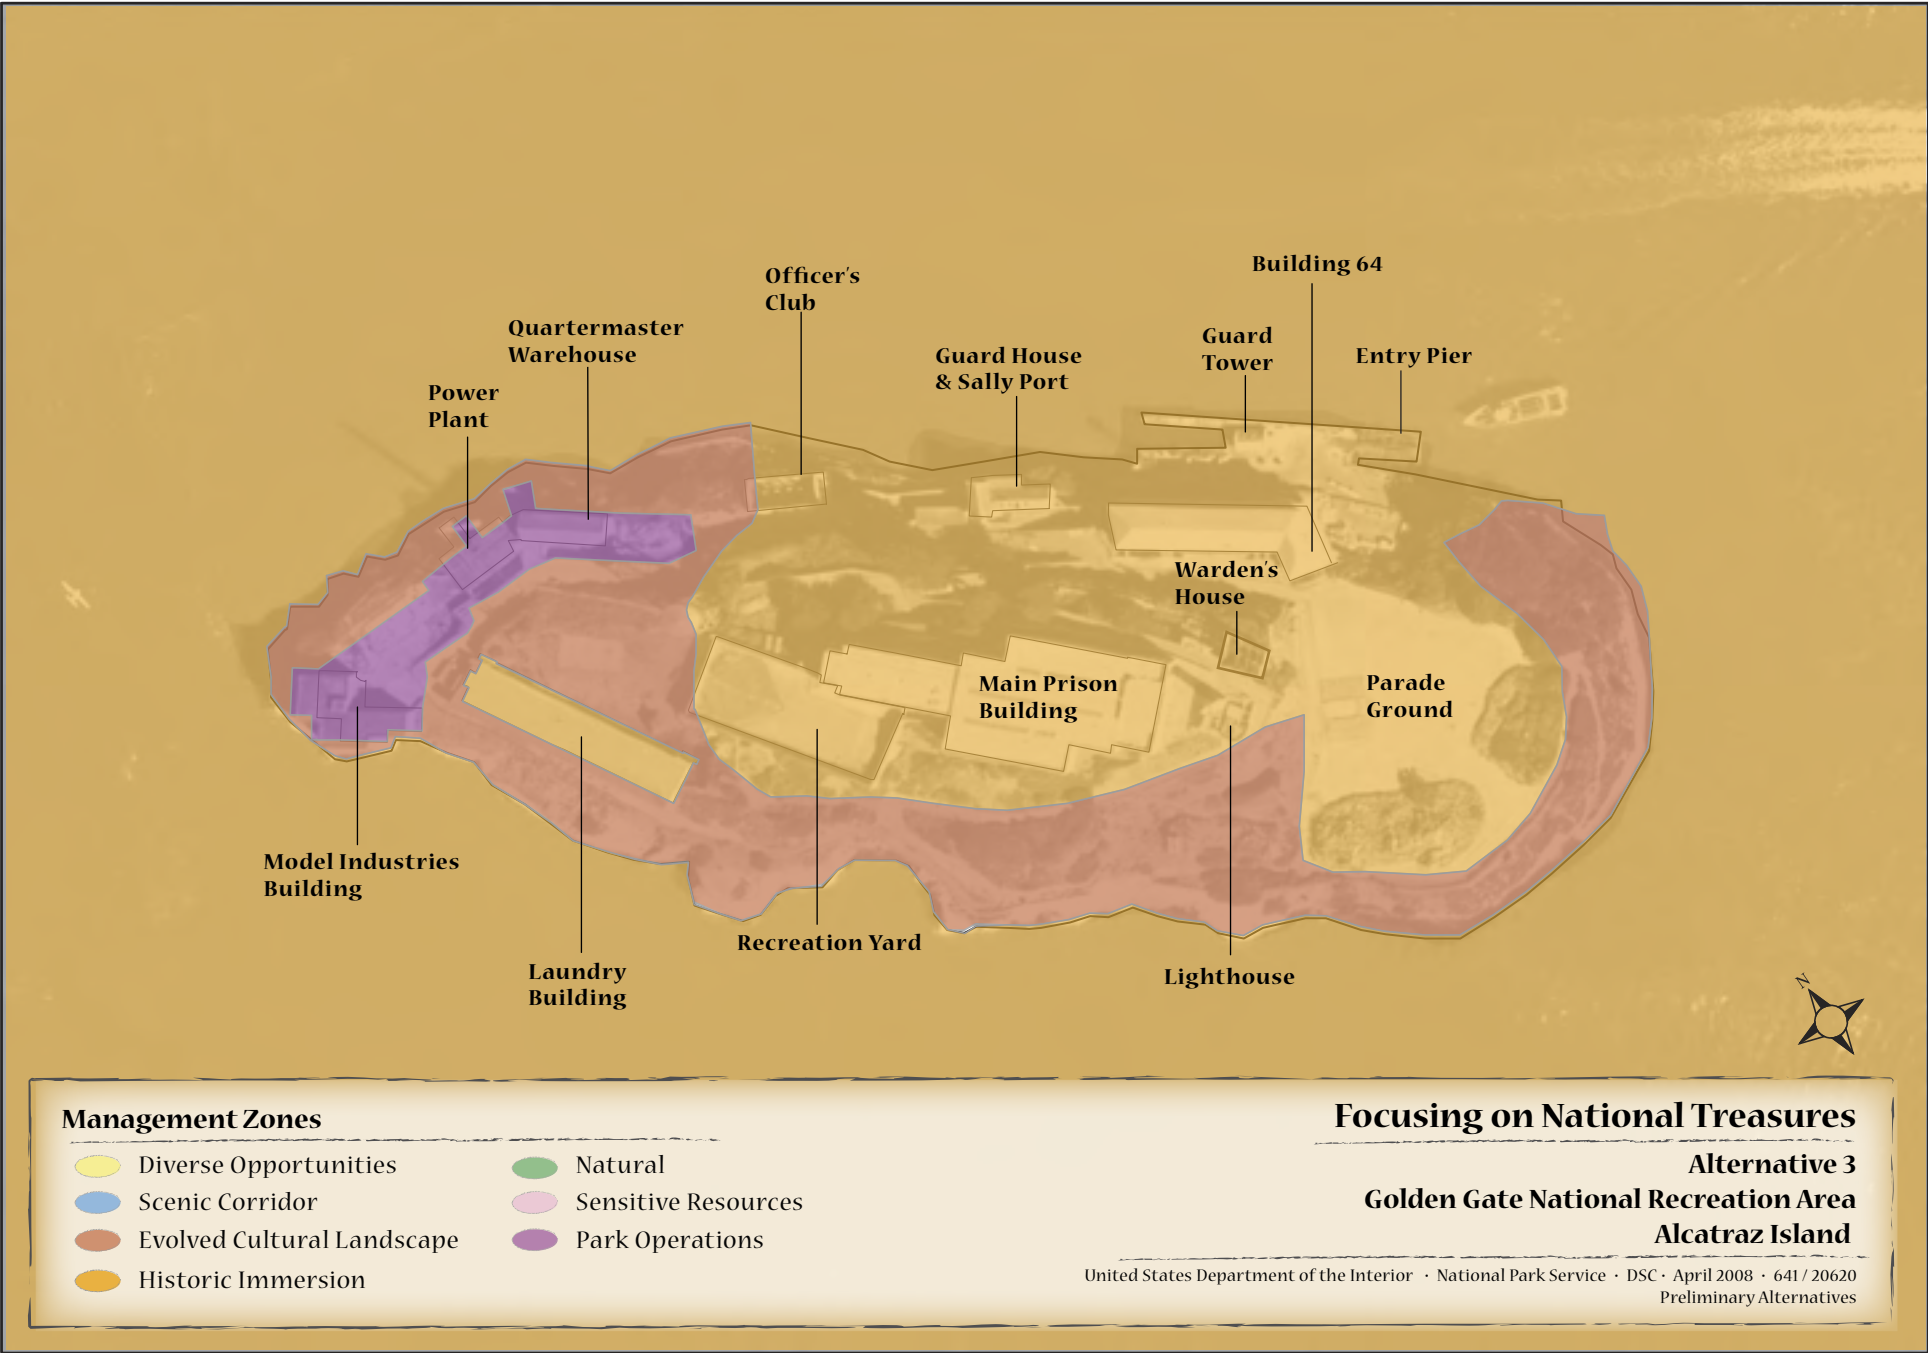 Building 64
Officer's
Club
Quartermaster
Warehouse
Guard
Tower
Guard House
& Sally Port
Entry Pier
Power
Plant
Warden's
House
Main Prison
Building
Parade
Ground
Model Industries
Building
Recreation Yard
Laundry
Building
Lighthouse
N
Management Zones
Diverse Opportunities
Scenic Corridor
Evolved Cultural Landscape
Historic Immersion
Natural
Sensitive Resources
Park Operations
Focusing on National Treasures
Alternative 3
Golden Gate National Recreation Area
Alcatraz Island
United States Department of the Interior · National Park Service · DSC · April 2008 · 641 / 20620
Preliminary Alternatives